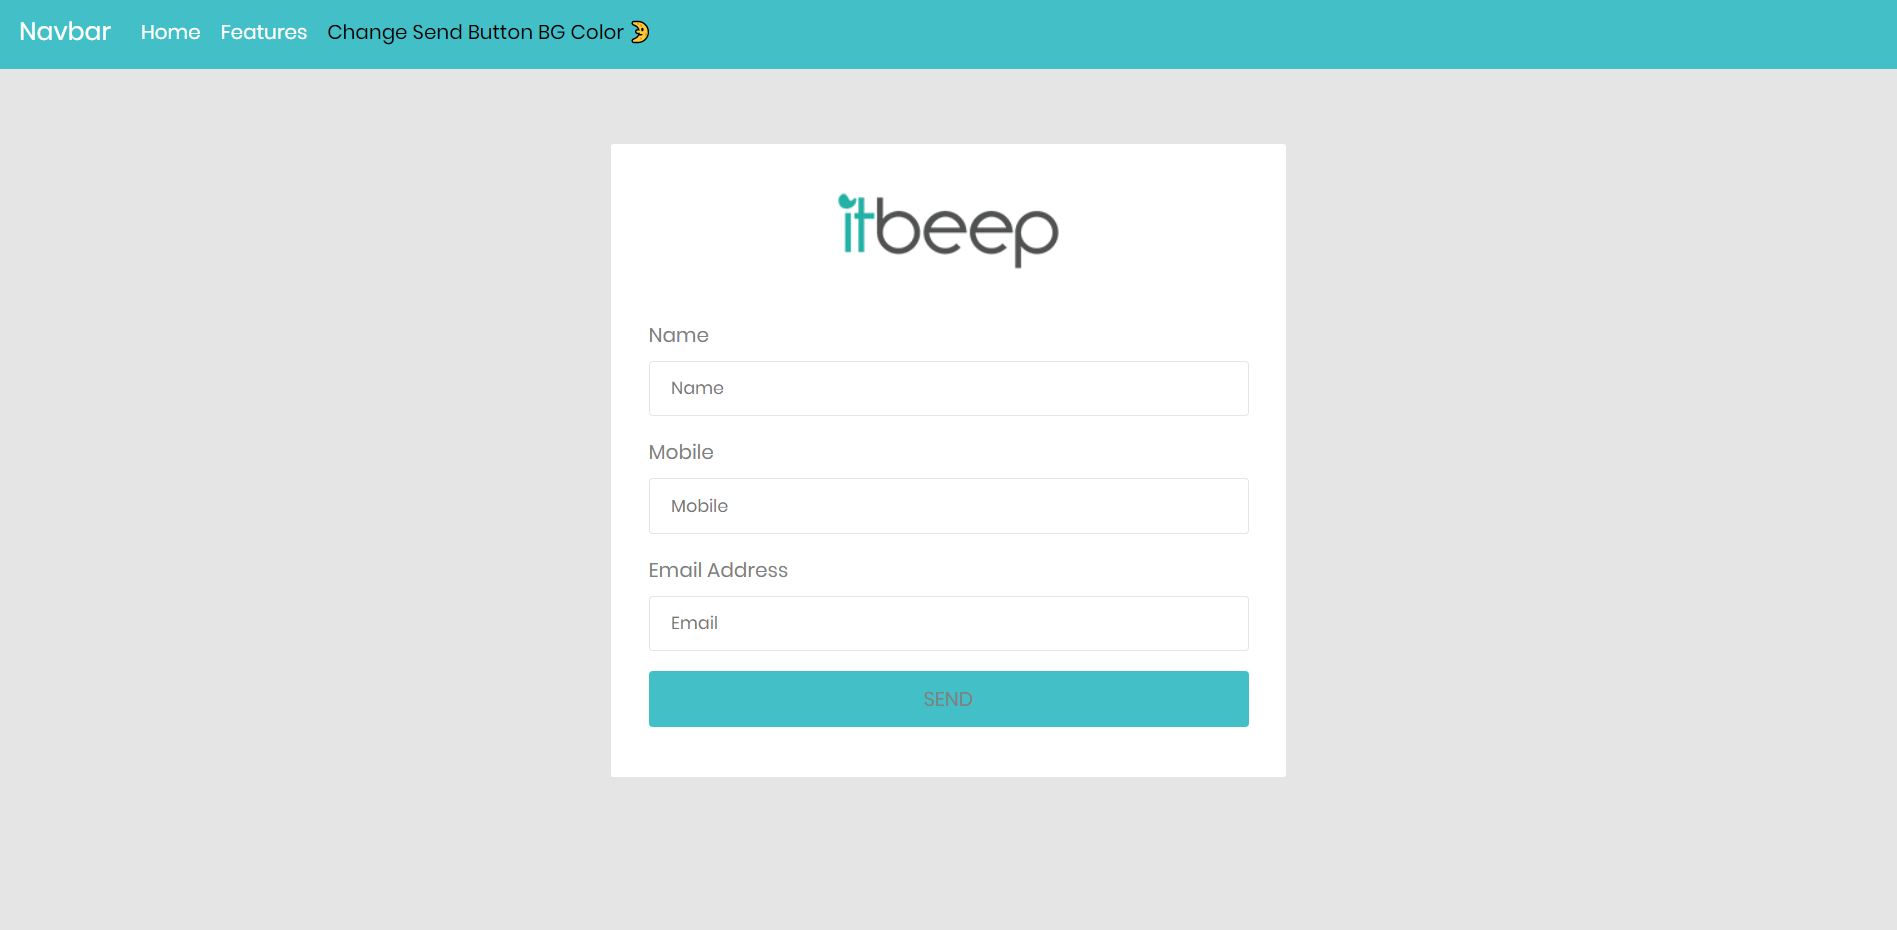 Navbar Home Features Change Send Button BG Color
itbeep
Name
Name
Mobile
Mobile
Email Address
Email
SEND